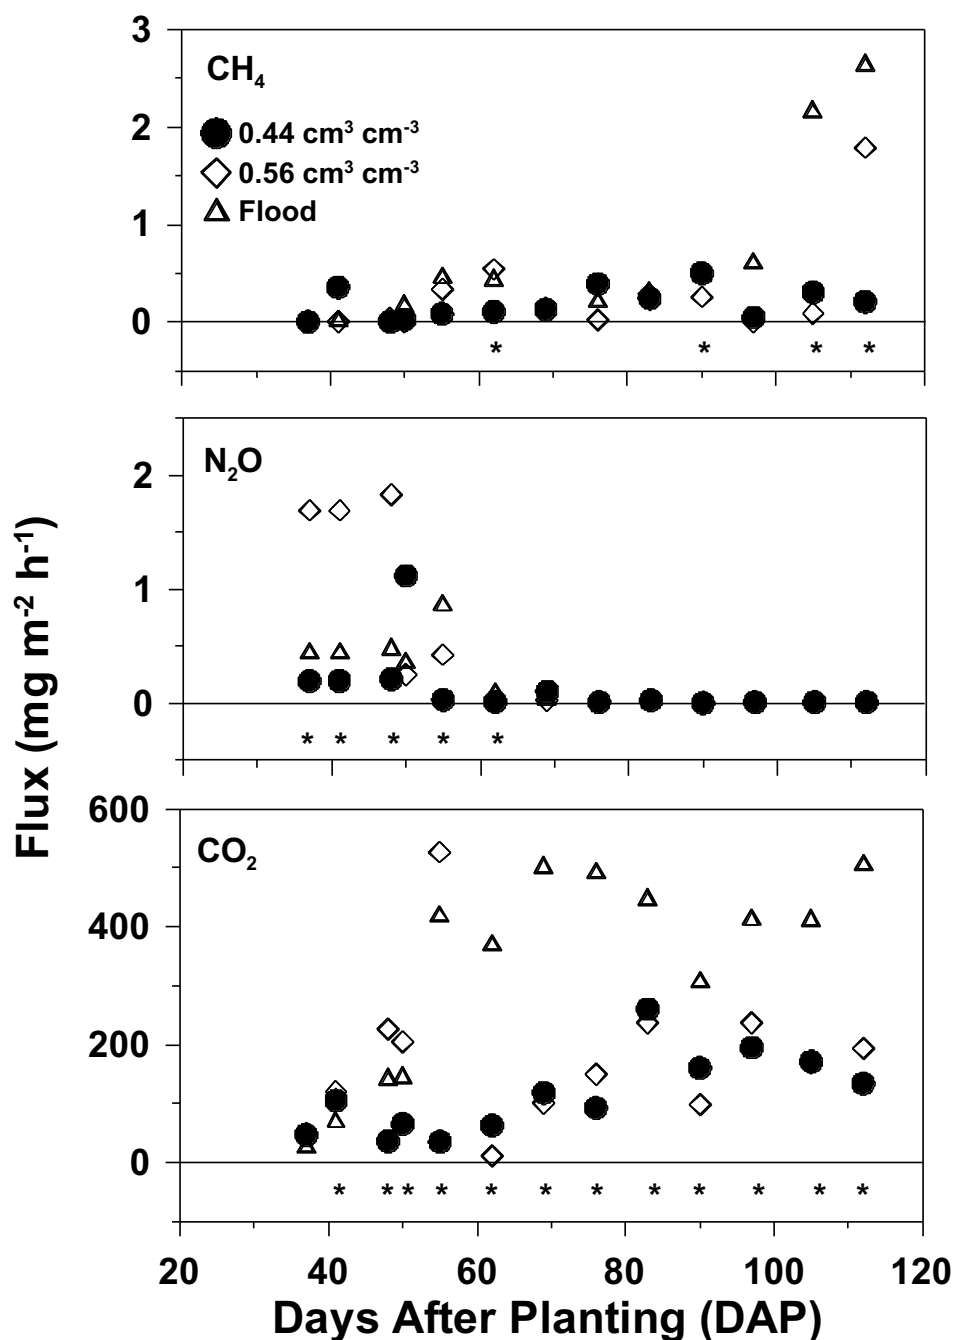 Flux (mg m⁻² h⁻¹)
3
2
1
0
CH₄
0.44 cm³ cm⁻³
0.56 cm³ cm⁻³
Flood
* * * *
2
1
0
N₂O
* * * * *
600
400
200
0
CO₂
* * * * * * * * * * * *
20 40 60 80 100 120
Days After Planting (DAP)